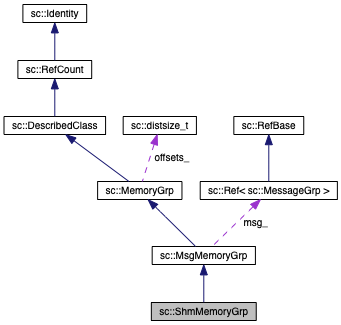 sc::Identity
sc::RefCount
sc::DescribedClass
sc::distsize_t
sc::RefBase
offsets_
sc::MemoryGrp
sc::Ref< sc::MessageGrp >
msg_
sc::MsgMemoryGrp
sc::ShmMemoryGrp